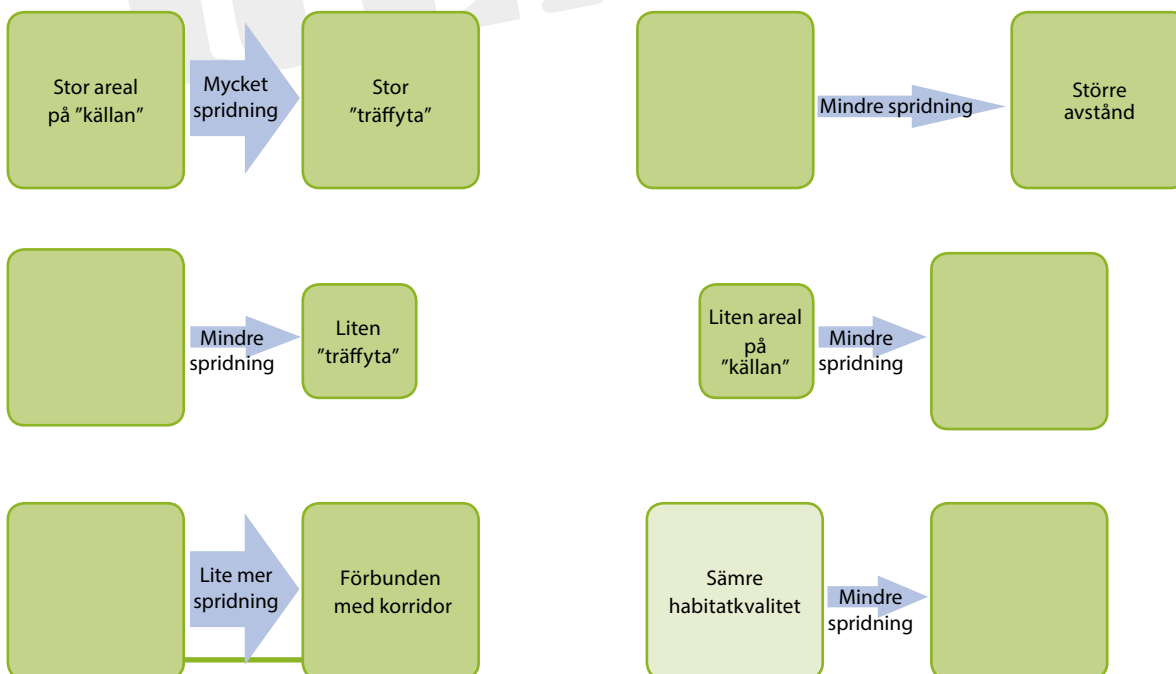 Stor areal
på ”källan”
Mycket
spridning
Stor
”träffyta”
Mindre spridning
Större
avstånd
Mindre
spridning
Liten
”träffyta”
Liten areal
på
”källan”
Mindre
spridning
Lite mer
spridning
Förbunden
med korridor
Sämre
habitatkvalitet
Mindre
spridning